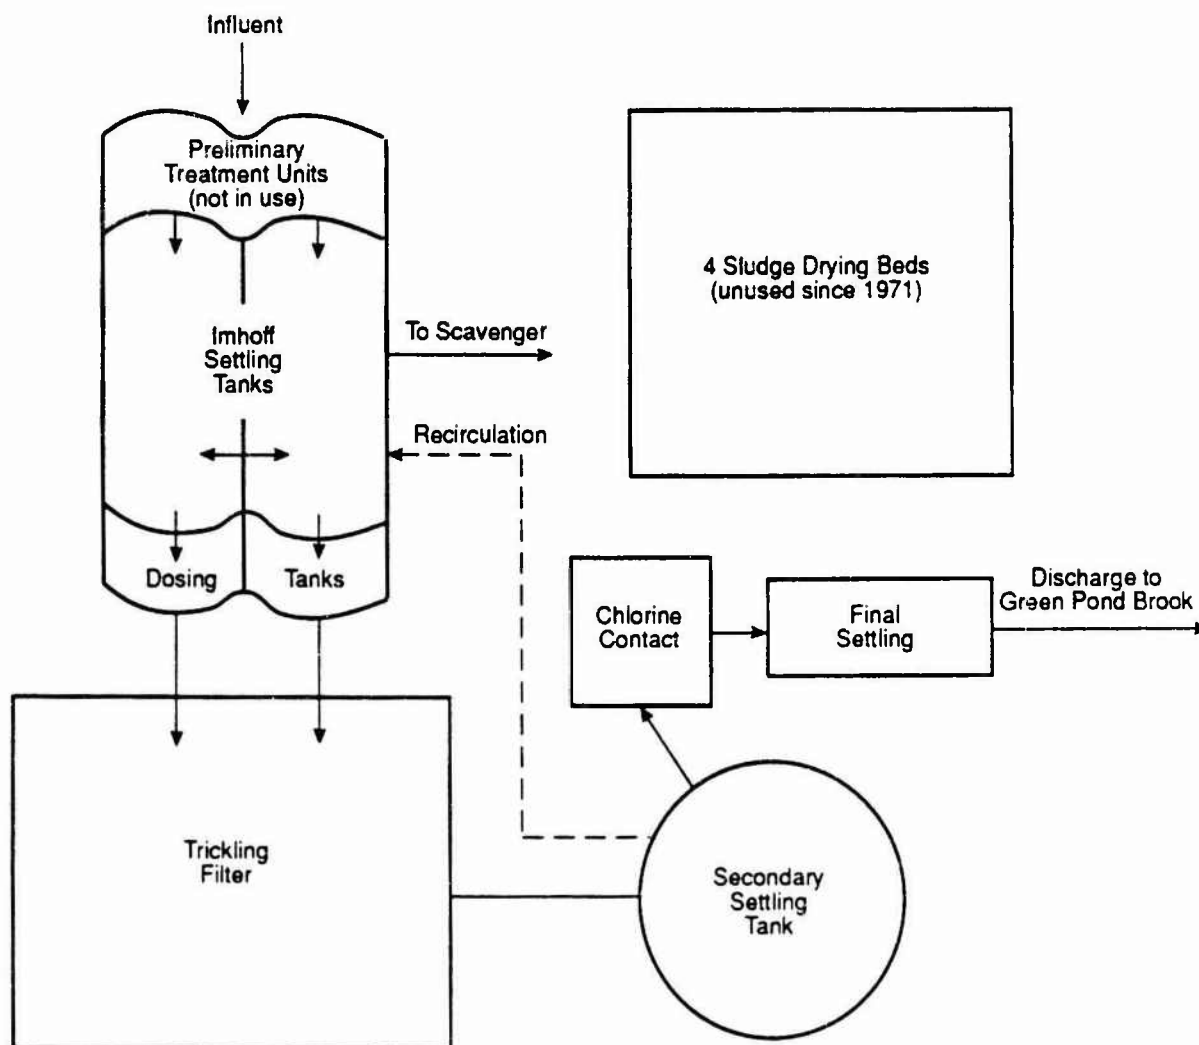 Influent
Preliminary
Treatment Units
(not in use)
4 Sludge Drying Beds
(unused since 1971)
Imhoff
Settling
Tanks
To Scavenger
Recirculation
Dosing
Tanks
Chlorine
Contact
Final
Settling
Discharge to
Green Pond Brook
Trickling
Filter
Secondary
Settling
Tank